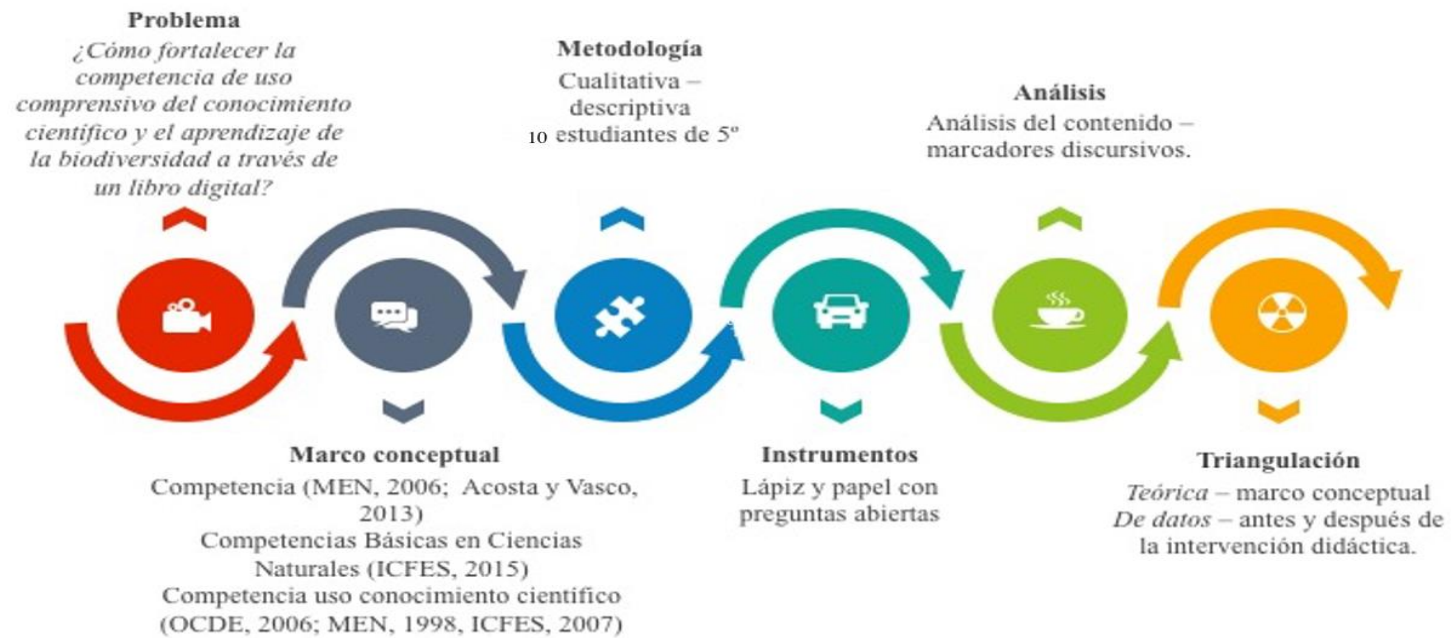 Problema
¿Cómo fortalecer la
competencia de uso
comprensivo del conocimiento
científico y el aprendizaje de
la biodiversidad a través de
un libro digital?
Marco conceptual
Competencia (MEN, 2006; Acosta y Vasco,
2013)
Competencias Básicas en Ciencias
Naturales (ICFES, 2015)
Competencia uso conocimiento científico
(OCDE, 2006; MEN, 1998, ICFES, 2007)
Metodología
Cualitativa –
descriptiva
10 estudiantes de 5º
Instrumentos
Lápiz y papel con
preguntas abiertas
Análisis
Análisis del contenido –
marcadores discursivos.
Triangulación
Teórica – marco conceptual
De datos – antes y después de
la intervención didáctica.